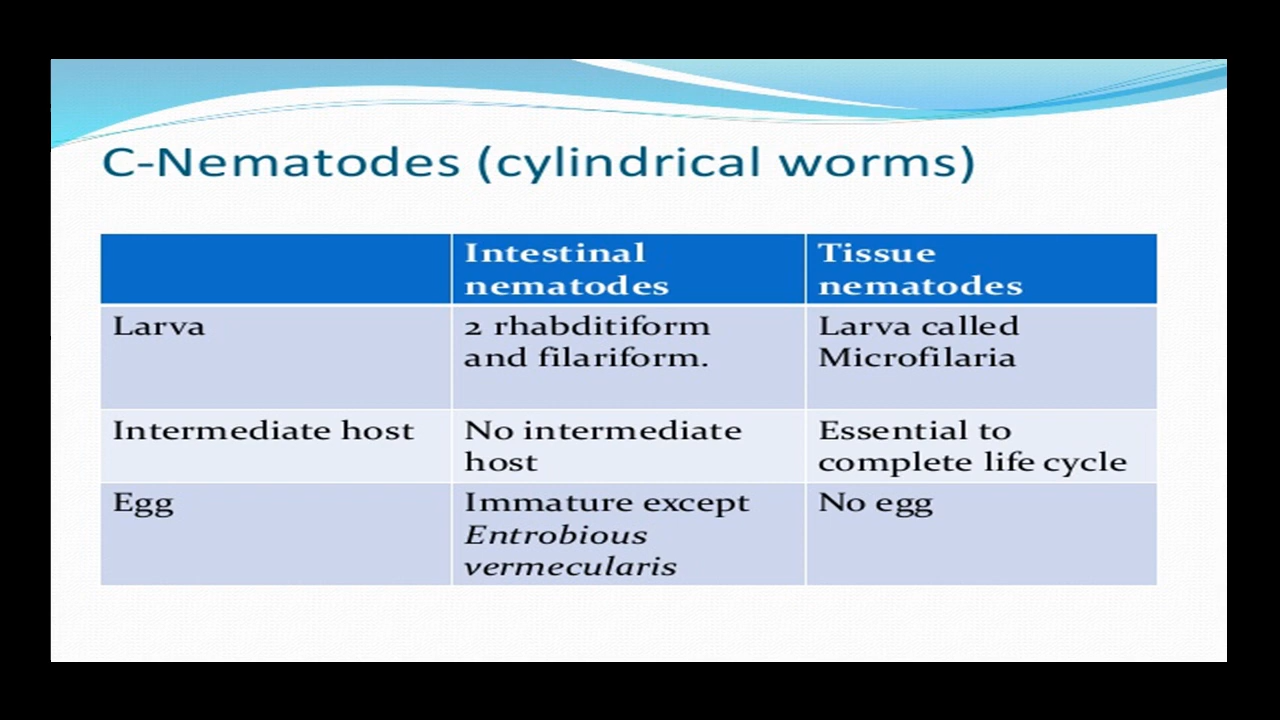 C-Nematodes (cylindrical worms)
Intestinal
nematodes
Tissue
nematodes
Larva
2 rhabditiform
and filariform.
Larva called
Microfilaria
Intermediate host
No intermediate
host
Essential to
complete life cycle
Egg
Immature except
Entrobious
vermecularis
No egg